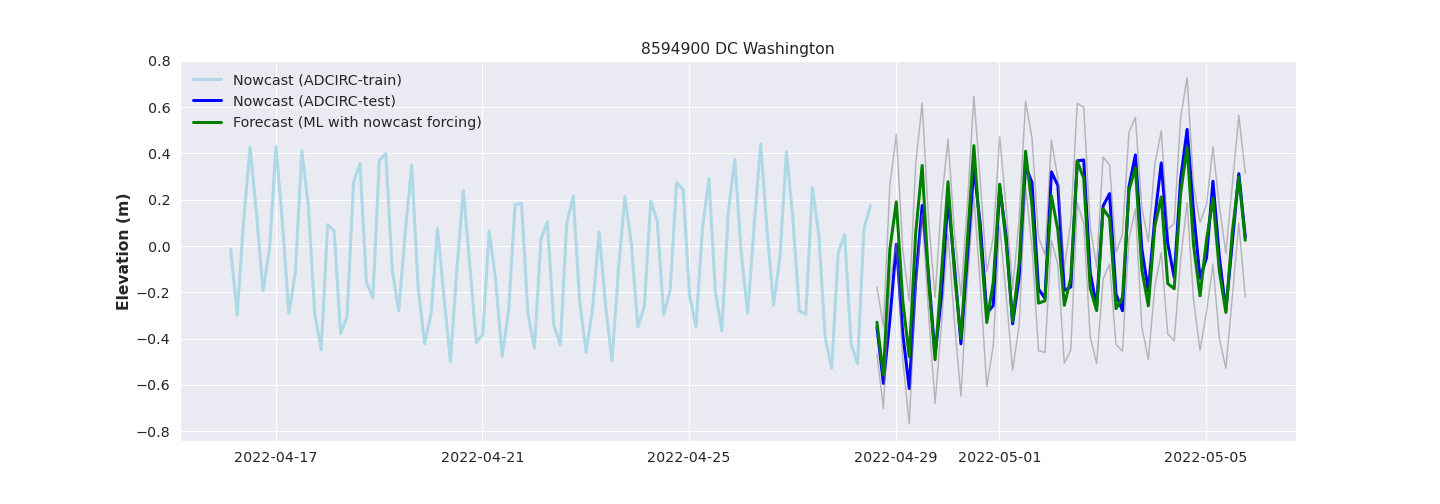 8594900 DC Washington
Nowcast (ADCIRC-train)
Nowcast (ADCIRC-test)
Forecast (ML with nowcast forcing)
Elevation (m)
0.8
0.6
0.4
0.2
0.0
−0.2
−0.4
−0.6
−0.8
2022-04-17 2022-04-21 2022-04-25 2022-04-29 2022-05-01 2022-05-05